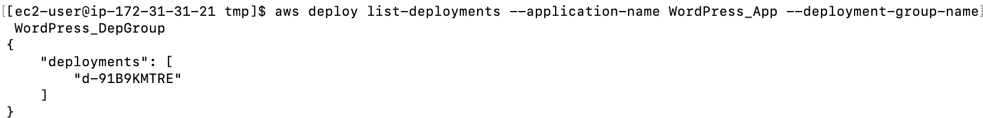 [[ec2-user@ip-172-31-31-21 tmp]$ aws deploy list-deployments --application-name WordPress_App --deployment-group-name]
 WordPress_DepGroup
{
    "deployments": [
        "d-91B9KMTRE"
    ]
}